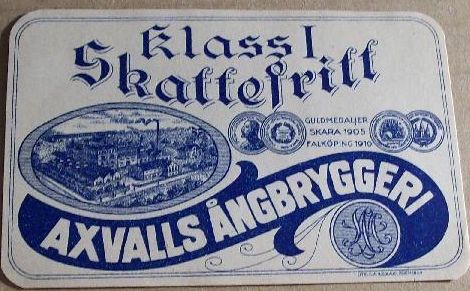 Klass I
Skattefritt
GULDMEDALJER
SKARA 1905
FALKÖPING 1910
AXVALLS ÅNGBRYGGERI